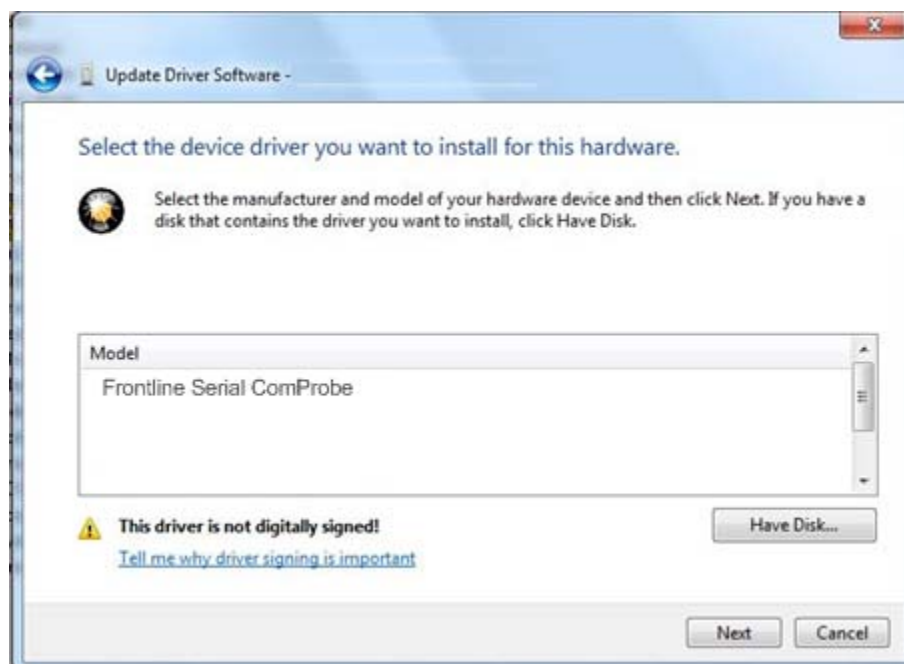 Update Driver Software -
Select the device driver you want to install for this hardware.
Select the manufacturer and model of your hardware device and then click Next. If you have a
disk that contains the driver you want to install, click Have Disk.
Model
Frontline Serial ComProbe
This driver is not digitally signed!
Have Disk...
Tell me why driver signing is important
Next
Cancel